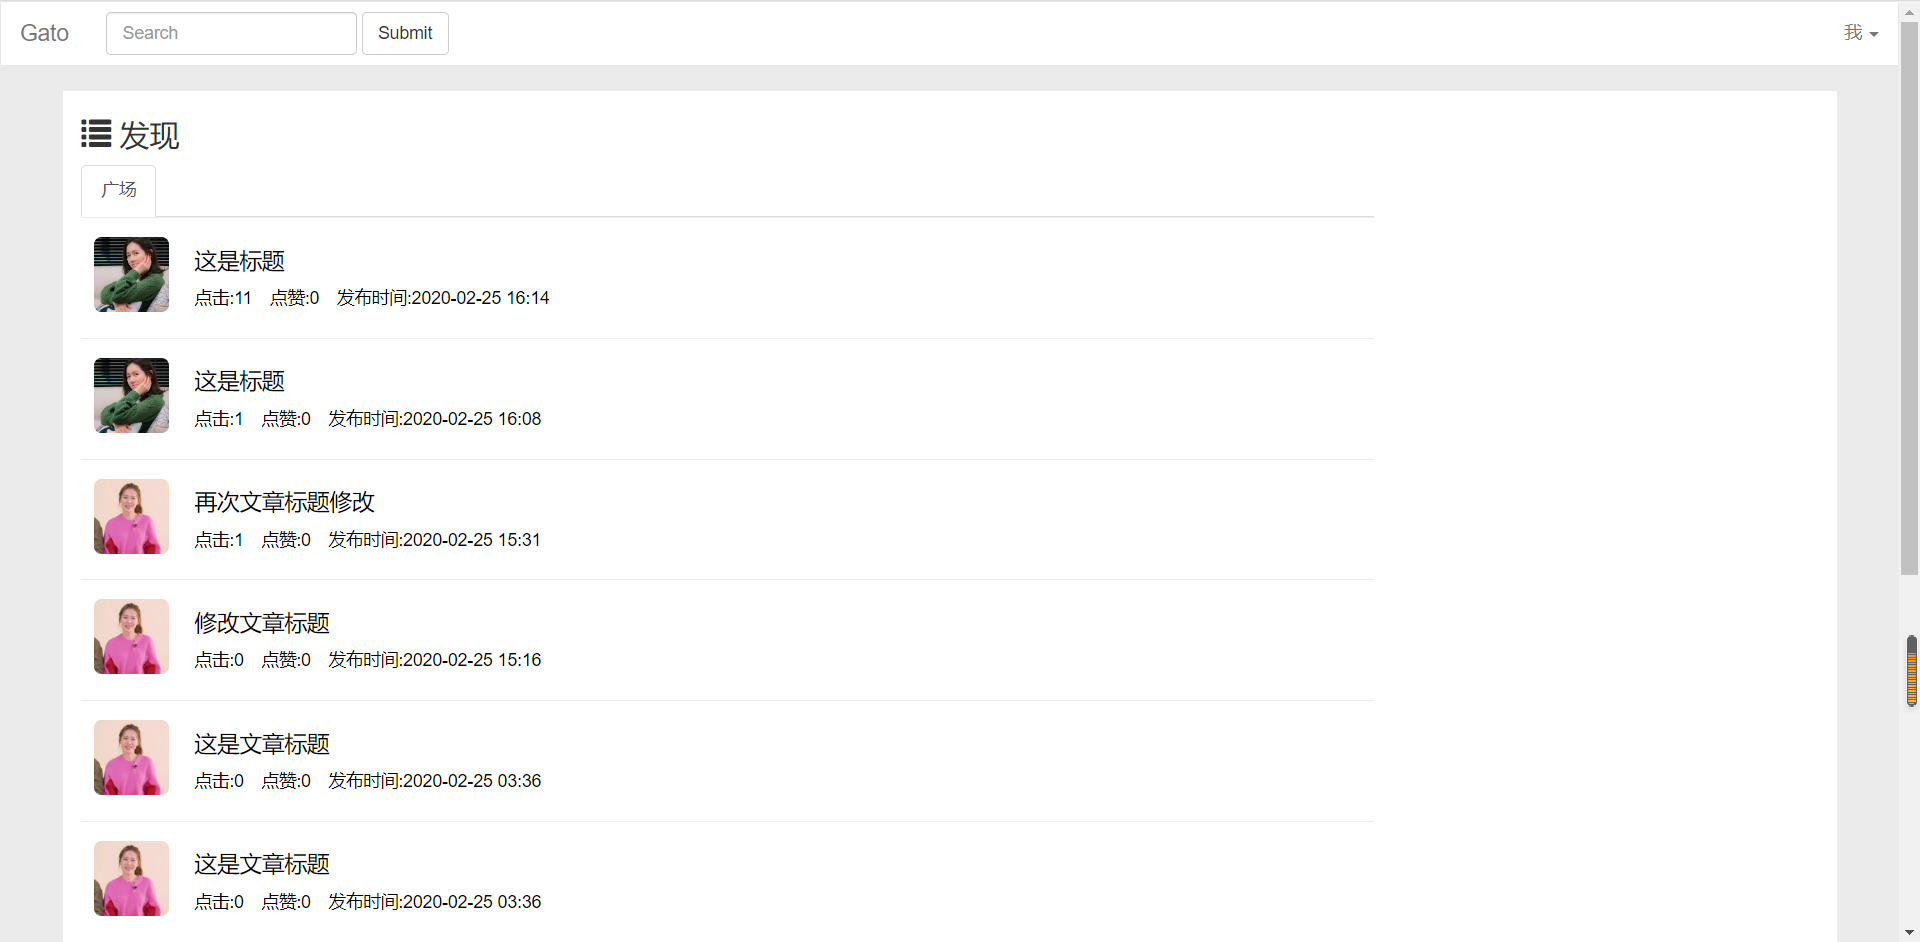 Gato Search Submit 我
发现
广场
这是标题
点击:11 点赞:0 发布时间:2020-02-25 16:14
这是标题
点击:1 点赞:0 发布时间:2020-02-25 16:08
再次文章标题修改
点击:1 点赞:0 发布时间:2020-02-25 15:31
修改文章标题
点击:0 点赞:0 发布时间:2020-02-25 15:16
这是文章标题
点击:0 点赞:0 发布时间:2020-02-25 03:36
这是文章标题
点击:0 点赞:0 发布时间:2020-02-25 03:36